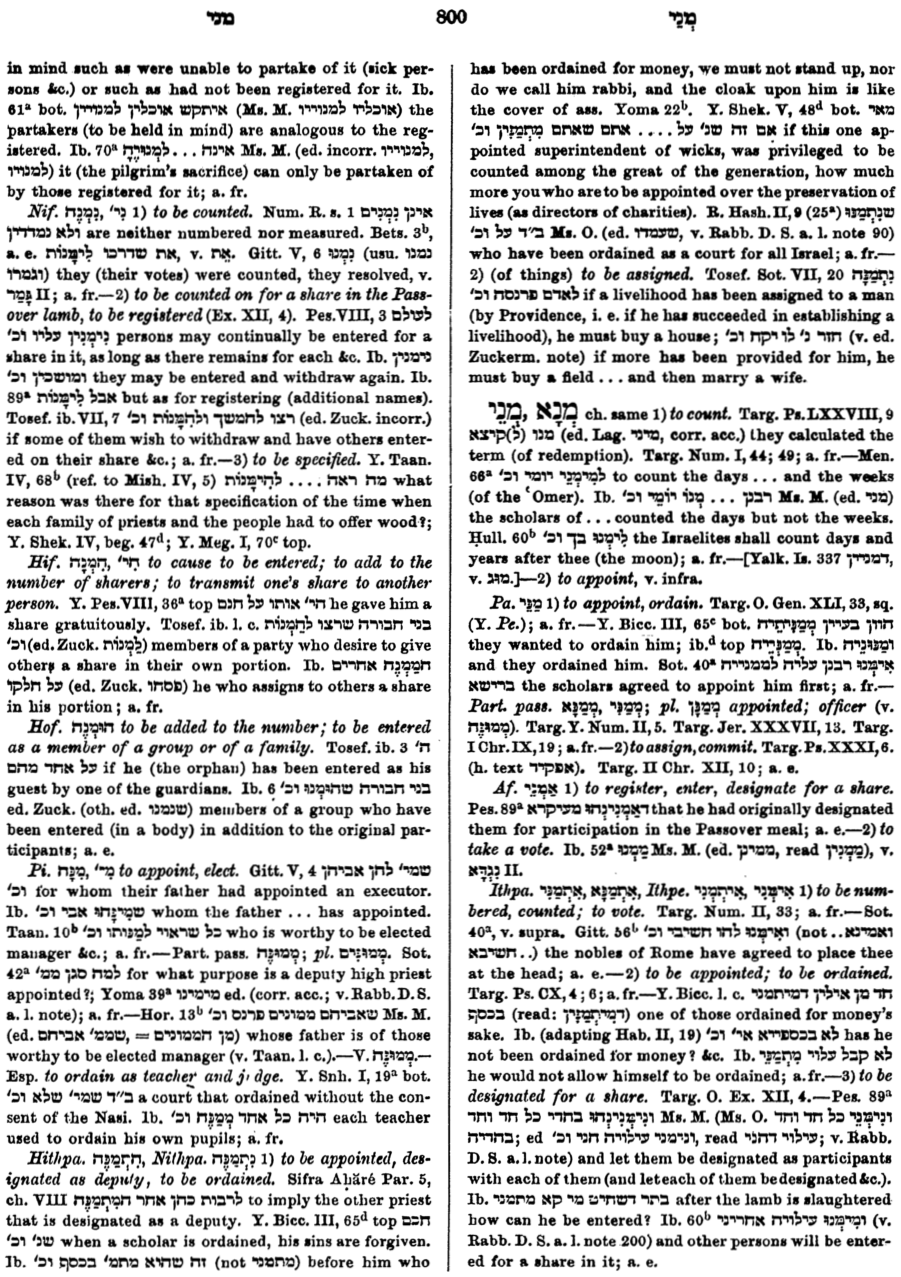 מני 800 מְנַי
in mind such as were unable to partake of it (sick per-
sons &c.) or such as had not been registered for it. Ib.
61ᵃ bot. איתקש אוכלין למנויין (Ms. M. אוכליו למנוייו) the
partakers (to be held in mind) are analogous to the reg-
istered. Ib. 70ᵃ אינה . . . לִמְנוּיָה Ms. M. (ed. incorr. למנוייו,
למנויו) it (the pilgrim's sacrifice) can only be partaken of
by those registered for it; a. fr.
Nif. נִמְנָה, נִי׳ 1) to be counted. Num. R. s. 1 אינן נִמְנִים
ולא נמדדין are neither numbered nor measured. Bets. 3ᵇ,
a. e. את שדרכו לִימָּנוֹת, v. אֶת. Gitt. V, 6 נִמְנוּ (usu. נמנו
וגמרו) they (their votes) were counted, they resolved, v.
גְּמַר II; a. fr.—2) to be counted on for a share in the Pass-
over lamb, to be registered (Ex. XII, 4). Pes. VIII, 3 לעולם
נִימְנִין עליו וכ׳ persons may continually be entered for a
share in it, as long as there remains for each &c. Ib. נימנין
ומושכין וכ׳ they may be entered and withdraw again. Ib.
89ᵃ אבל לִימָּנוֹת but as for registering (additional names).
Tosef. ib. VII, 7 רצו לחמשך ולהִמָּנוֹת וכ׳ (ed. Zuck. incorr.)
if some of them wish to withdraw and have others enter-
ed on their share &c.; a. fr.—3) to be specified. Y. Taan.
IV, 68ᵇ (ref. to Mish. IV, 5) מה ראה .... לְהִימָּנוֹת what
reason was there for that specification of the time when
each family of priests and the people had to offer wood?;
Y. Shek. IV, beg. 47ᵈ; Y. Meg. I, 70ᶜ top.
Hif. הִמְנָה, הִי׳ to cause to be entered; to add to the
number of sharers; to transmit one's share to another
person. Y. Pes. VIII, 36ᵃ top הי׳ אותו על חנם he gave him a
share gratuitously. Tosef. ib. l. c. בני חבורה שרצו לְהַמְנוֹת
וכ׳ (ed. Zuck. לְמַנּוֹת) members of a party who desire to give
others a share in their own portion. Ib. הממנה אחרים
על חלקו (ed. Zuck. פסחו) he who assigns to others a share
in his portion; a. fr.
Hof. הוּמְנָה to be added to the number; to be entered
as a member of a group or of a family. Tosef. ib. 3 ה׳
על אחד מהם if he (the orphan) has been entered as his
guest by one of the guardians. Ib. 6 בני חבורה שהוּמְנוּ וכ׳
ed. Zuck. (oth. ed. שנמנו) members of a group who have
been entered (in a body) in addition to the original par-
ticipants; a. e.
Pi. מִנָּה, מִי׳ to appoint, elect. Gitt. V, 4 שמי׳ להן אביהן
וכ׳ for whom their father had appointed an executor.
Ib. שמִינָּהוּ אבי וכ׳ whom the father . . . has appointed.
Taan. 10ᵇ כל שראוי למַנּוֹתו וכ׳ who is worthy to be elected
manager &c.; a. fr.—Part. pass. מְמוּנֶּה; pl. מְמוּנִּים. Sot.
42ᵃ למה סגן ממ׳ for what purpose is a deputy high priest
appointed?; Yoma 39ᵃ מימינו ed. (corr. acc.; v. Rabb. D. S.
a. l. note); a. fr.—Hor. 13ᵇ שאביהם ממונים פרנס וכ׳ Ms. M.
(ed. שממ׳ אביהם, = מן הממונים) whose father is of those
worthy to be elected manager (v. Taan. l. c.).—V. מְמוּנֶּה.—
Esp. to ordain as teacher and judge. Y. Snh. I, 19ᵃ bot.
ב״ד שמי׳ שלא וכ׳ a court that ordained without the con-
sent of the Nasi. Ib. היה כל אחד מְמַנֶּה וכ׳ each teacher
used to ordain his own pupils; a. fr.
Hithpa. הִתְמַנֶּה, Nithpa. נִתְמַנָּה 1) to be appointed, des-
ignated as deputy, to be ordained. Sifra Aḥăré Par. 5,
ch. VIII לרבות כהן אחר המִתְמַנֶּה to imply the other priest
that is designated as a deputy. Y. Bicc. III, 65ᵈ top חכם
שנ׳ וכ׳ when a scholar is ordained, his sins are forgiven.
Ib. זה שהיא מתמ׳ בכסף וכ׳ (not מתמני) before him who
has been ordained for money, we must not stand up, nor
do we call him rabbi, and the cloak upon him is like
the cover of ass. Yoma 22ᵇ. Y. Shek. V, 48ᵈ bot. מאי
אם זה שנ׳ על .... אתם שאתם מִתְמַנִּין וכ׳ if this one ap-
pointed superintendent of wicks, was privileged to be
counted among the great of the generation, how much
more you who are to be appointed over the preservation of
lives (as directors of charities). R. Hash. II, 9 (25ᵃ) שנִתְמַנּוּ
ב״ד על וכ׳ Ms. O. (ed. שעמדו, v. Rabb. D. S. a. l. note 90)
who have been ordained as a court for all Israel; a. fr.—
2) (of things) to be assigned. Tosef. Sot. VII, 20 נִתְמַנָּה
לאדם פרנסה וכ׳ if a livelihood has been assigned to a man
(by Providence, i. e. if he has succeeded in establishing a
livelihood), he must buy a house; חזר נ׳ לו יקח וכ׳ (v. ed.
Zuckerm. note) if more has been provided for him, he
must buy a field . . . and then marry a wife.
מְנָא, מְנֵי ch. same 1) to count. Targ. Ps. LXXVIII, 9
מנו (ל)קיצא (ed. Lag. מיני, corr. acc.) they calculated the
term (of redemption). Targ. Num. I, 44; 49; a. fr.—Men.
66ᵃ לְמִימְנֵי יומי וכ׳ to count the days . . . and the weeks
(of the ʿOmer). Ib. רבנן ... מְנוֹ יוֹמֵי וכ׳ Ms. M. (ed. מני)
the scholars of . . . counted the days but not the weeks.
Ḥull. 60ᵇ לִימְנוּ בך וכ׳ the Israelites shall count days and
years after thee (the moon); a. fr.—[Yalk. Is. 337 דמניין,
v. מוּג.]—2) to appoint, v. infra.
Pa. מַנֵּי 1) to appoint, ordain. Targ. O. Gen. XLI, 33, sq.
(Y. Pe.); a. fr.—Y. Bicc. III, 65ᶜ bot. הוון בעיין מְמַנִּיתֵיהּ
they wanted to ordain him; ib.ᵈ top מְמַנִּיֵּיה. Ib. ומַנּוּנֵיהּ
and they ordained him. Sot. 40ᵃ אִימְּנוּ רבנן עליה לממנייה
ברישא the scholars agreed to appoint him first; a. fr.—
Part. pass. מְמַנֵּי, מְמַנָּא; pl. מְמַנָּן appointed; officer (v.
מְמוּנֶּה). Targ. Y. Num. II, 5. Targ. Jer. XXXVII, 13. Targ.
I Chr. IX, 19; a. fr.—2) to assign, commit. Targ. Ps. XXXI, 6.
(h. text אפקיד). Targ. II Chr. XII, 10; a. e.
Af. אַמְנֵי 1) to register, enter, designate for a share.
Pes. 89ᵃ דאַמְנִינְהוּ מעיקרא that he had originally designated
them for participation in the Passover meal; a. e.—2) to
take a vote. Ib. 52ᵃ מַמְנוּ Ms. M. (ed. ממינן, read מַמְנִין), v.
נִגְדָּא II.
Ithpa. אִתְמַנָּא, אִתְמַנֵּי, Ithpe. אִיתְמְנֵי, אִימְּנֵי 1) to be num-
bered, counted; to vote. Targ. Num. II, 33; a. fr.—Sot.
40ᵃ, v. supra. Gitt. 56ᵇ ואִימְּנוּ להו חשיבי וכ׳ (not ואמינא..
חשיבא..) the nobles of Rome have agreed to place thee
at the head; a. e.—2) to be appointed; to be ordained.
Targ. Ps. CX, 4; 6; a. fr.—Y. Bicc. l. c. חד מן אילין דמיתמני
בכסף (read: דמִיתְמַנִּין) one of those ordained for money's
sake. Ib. (adapting Hab. II, 19) לא בכספייא אי׳ וכ׳ has he
not been ordained for money? &c. Ib. לא קבל עלוי מִתְמַנֵּי
he would not allow himself to be ordained; a. fr.—3) to be
designated for a share. Targ. O. Ex. XII, 4.—Pes. 89ᵃ
וניִמְנֵי כל חד וחד Ms. M. (Ms. O. ונִימְנִינְהוּ בהדי כל חד וחד
בהדיה; ed ונימני עילויה חני וכ׳, read עילוי דהני; v. Rabb.
D. S. a. l. note) and let them be designated as participants
with each of them (and let each of them be designated &c.).
Ib. בתר דשחיט מי קא מתמני after the lamb is slaughtered
how can he be entered? Ib. 60ᵇ ומִימְּנוּ עילויה אחריני (v.
Rabb. D. S. a. l. note 200) and other persons will be enter-
ed for a share in it; a. e.